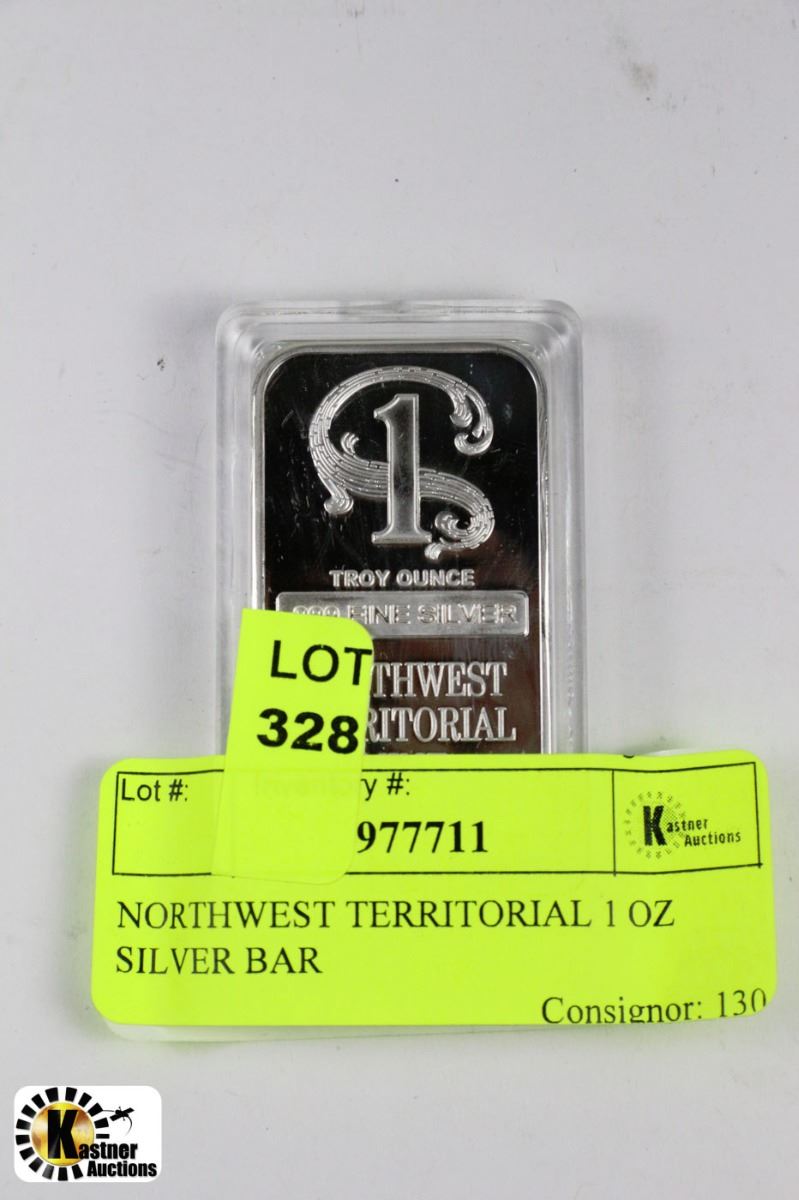 1
TROY OUNCE
999 FINE SILVER
THWEST
RITORIAL
LOT
328
Lot #: y #:
977711
Kastner
Auctions
NORTHWEST TERRITORIAL 1 OZ
SILVER BAR
Consignor: 130
Kastner
Auctions